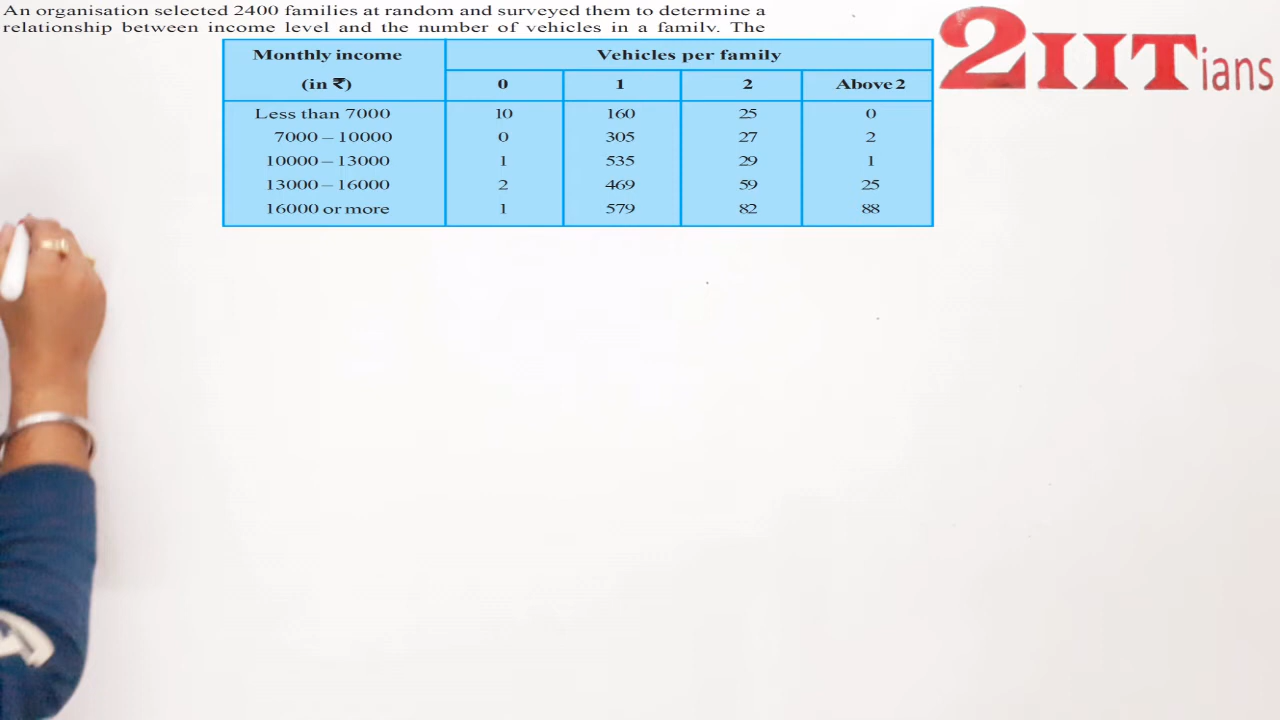 An organisation selected 2400 families at random and surveyed them to determine a
relationship between income level and the number of vehicles in a family. The
Monthly income (in ₹) Vehicles per family
0 1 2 Above 2
Less than 7000 10 160 25 0
7000 – 10000 0 305 27 2
10000 – 13000 1 535 29 1
13000 – 16000 2 469 59 25
16000 or more 1 579 82 88
2IITians